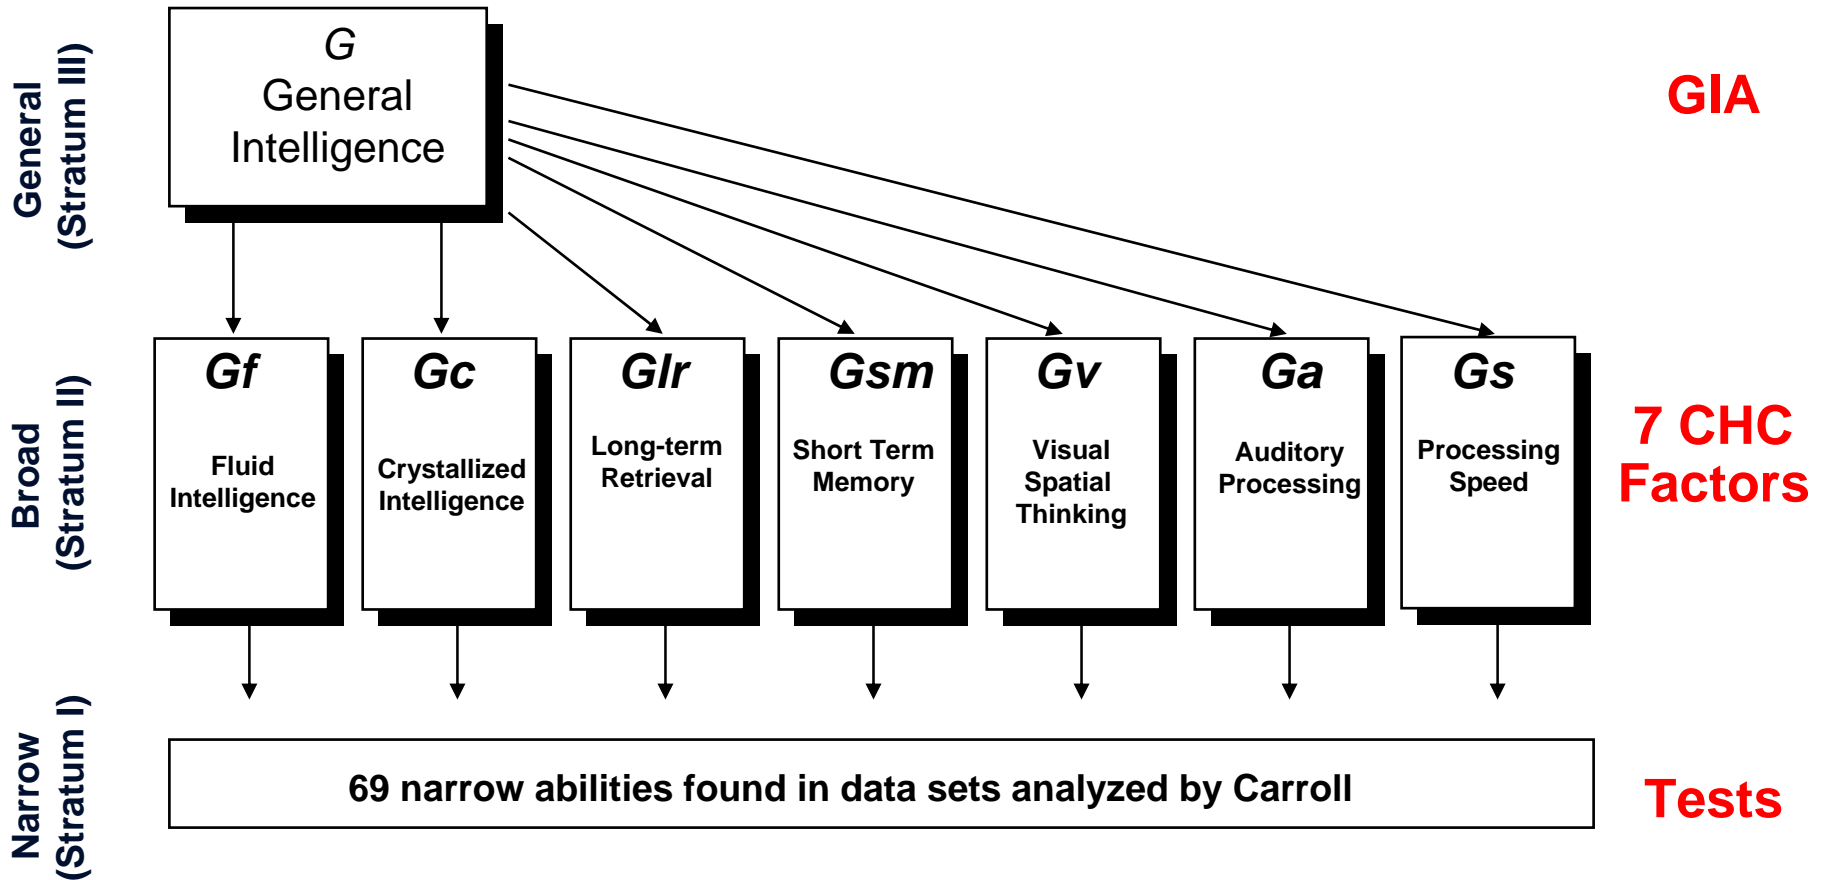 General
(Stratum III)
G
General
Intelligence
GIA
Broad
(Stratum II)
Gf
Fluid
Intelligence
Gc
Crystallized
Intelligence
Glr
Long-term
Retrieval
Gsm
Short Term
Memory
Gv
Visual
Spatial
Thinking
Ga
Auditory
Processing
Gs
Processing
Speed
7 CHC
Factors
Narrow
(Stratum I)
69 narrow abilities found in data sets analyzed by Carroll
Tests